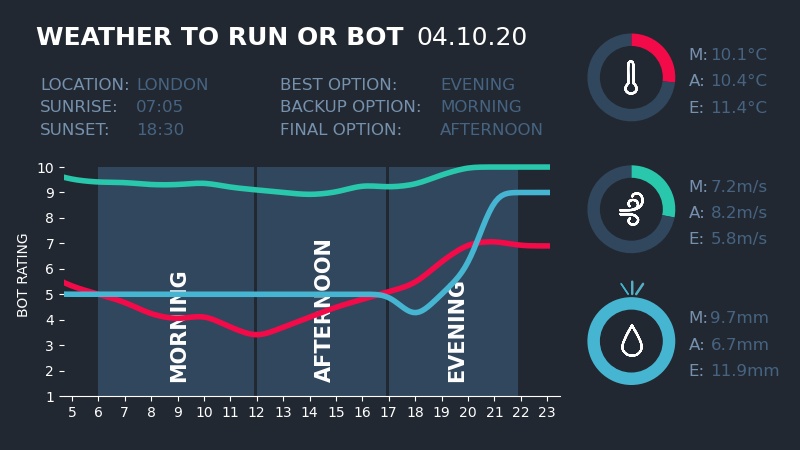 WEATHER TO RUN OR BOT 04.10.20
LOCATION: LONDON
SUNRISE: 07:05
SUNSET: 18:30
BEST OPTION: EVENING
BACKUP OPTION: MORNING
FINAL OPTION: AFTERNOON
M: 10.1°C
A: 10.4°C
E: 11.4°C
M: 7.2m/s
A: 8.2m/s
E: 5.8m/s
M: 9.7mm
A: 6.7mm
E: 11.9mm
BOT RATING
10
9
8
7
6
5
4
3
2
1
MORNING
AFTERNOON
EVENING
5 6 7 8 9 10 11 12 13 14 15 16 17 18 19 20 21 22 23